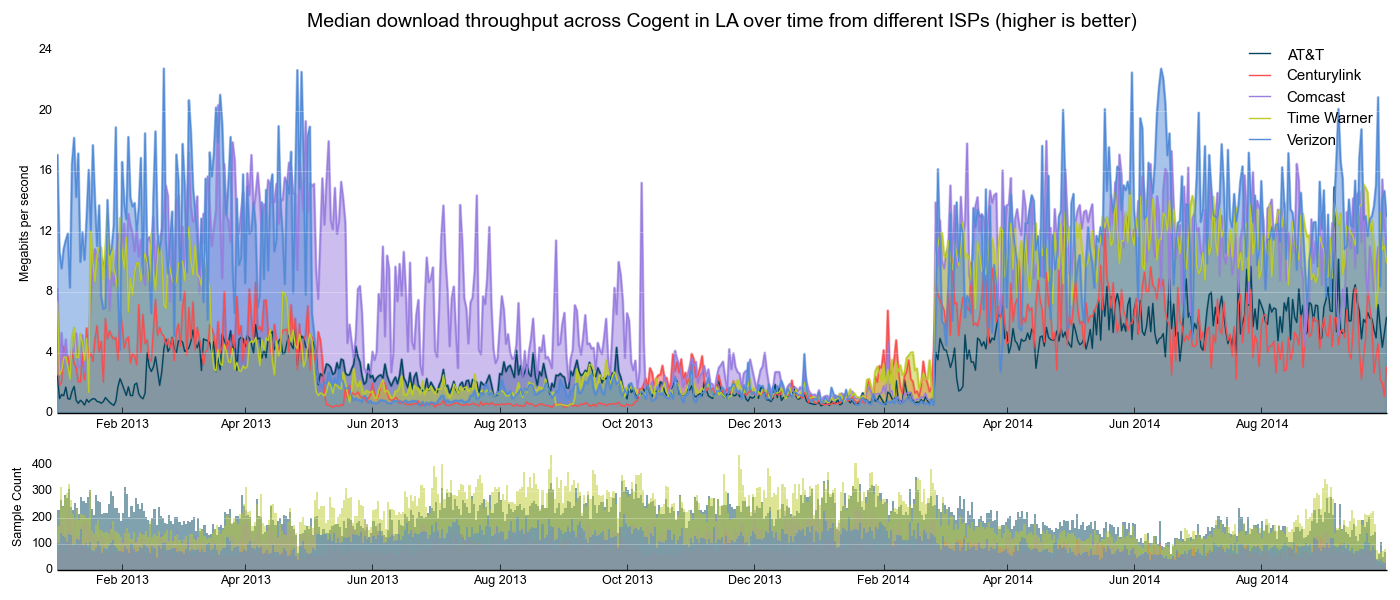 Median download throughput across Cogent in LA over time from different ISPs (higher is better)
Megabits per second
24
20
16
12
8
4
0
AT&T
Centurylink
Comcast
Time Warner
Verizon
Feb 2013 Apr 2013 Jun 2013 Aug 2013 Oct 2013 Dec 2013 Feb 2014 Apr 2014 Jun 2014 Aug 2014
Sample Count
400
300
200
100
0
Feb 2013 Apr 2013 Jun 2013 Aug 2013 Oct 2013 Dec 2013 Feb 2014 Apr 2014 Jun 2014 Aug 2014